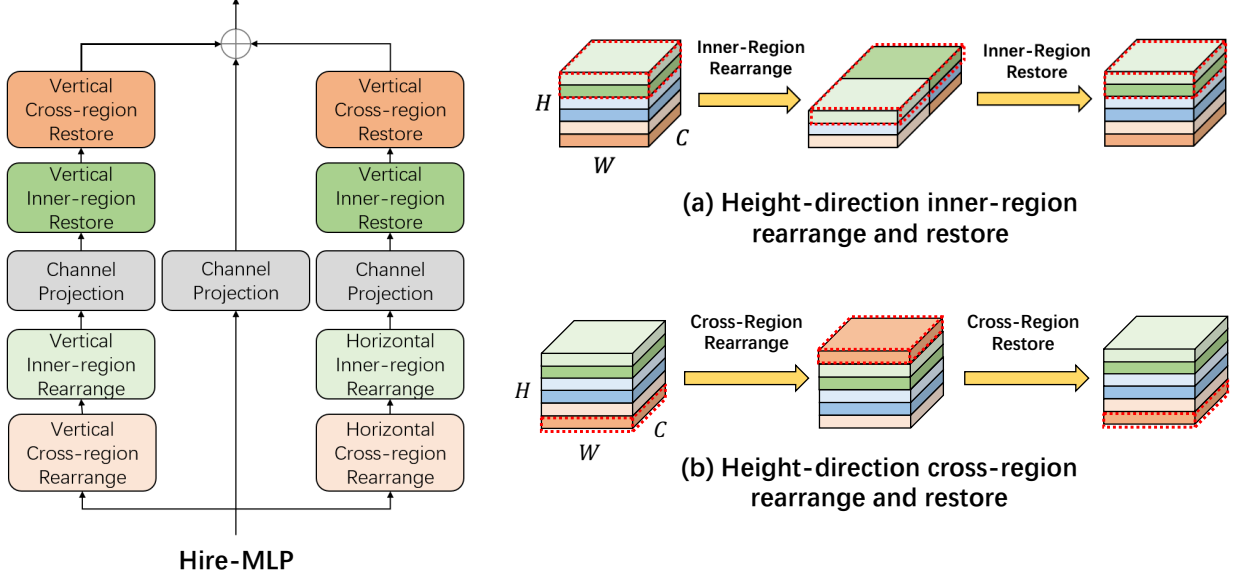 Vertical
Cross-region
Restore
Vertical
Inner-region
Restore
Channel
Projection
Vertical
Inner-region
Rearrange
Vertical
Cross-region
Rearrange
Channel
Projection
Vertical
Cross-region
Restore
Vertical
Inner-region
Restore
Channel
Projection
Horizontal
Inner-region
Rearrange
Horizontal
Cross-region
Rearrange
Hire-MLP
H
W
C
Inner-Region
Rearrange
Inner-Region
Restore
(a) Height-direction inner-region
rearrange and restore
H
W
C
Cross-Region
Rearrange
Cross-Region
Restore
(b) Height-direction cross-region
rearrange and restore